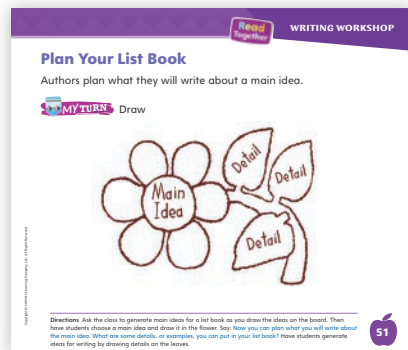 Read
Together
WRITING WORKSHOP
Plan Your List Book
Authors plan what they will write about a main idea.
MY TURN Draw
Detail
Detail
Main
Idea
Detail
Directions Ask the class to generate main ideas for a list book as you draw the ideas on the board. Then
have students choose a main idea and draw it in the flower. Say: Now you can plan what you will write about
the main idea. What are some details, or examples, you can put in your list book? Have students generate
ideas for writing by drawing details on the leaves.
51